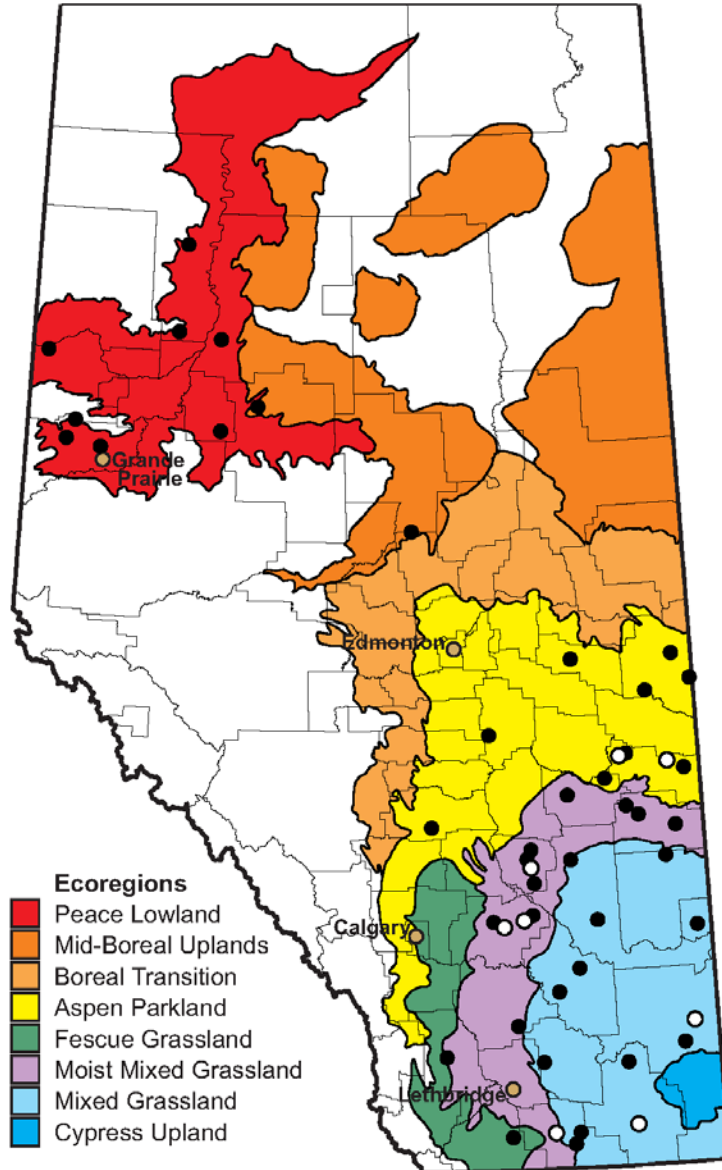 Grande
Prairie
Edmonton
Calgary
Lethbridge
Ecoregions
Peace Lowland
Mid-Boreal Uplands
Boreal Transition
Aspen Parkland
Fescue Grassland
Moist Mixed Grassland
Mixed Grassland
Cypress Upland